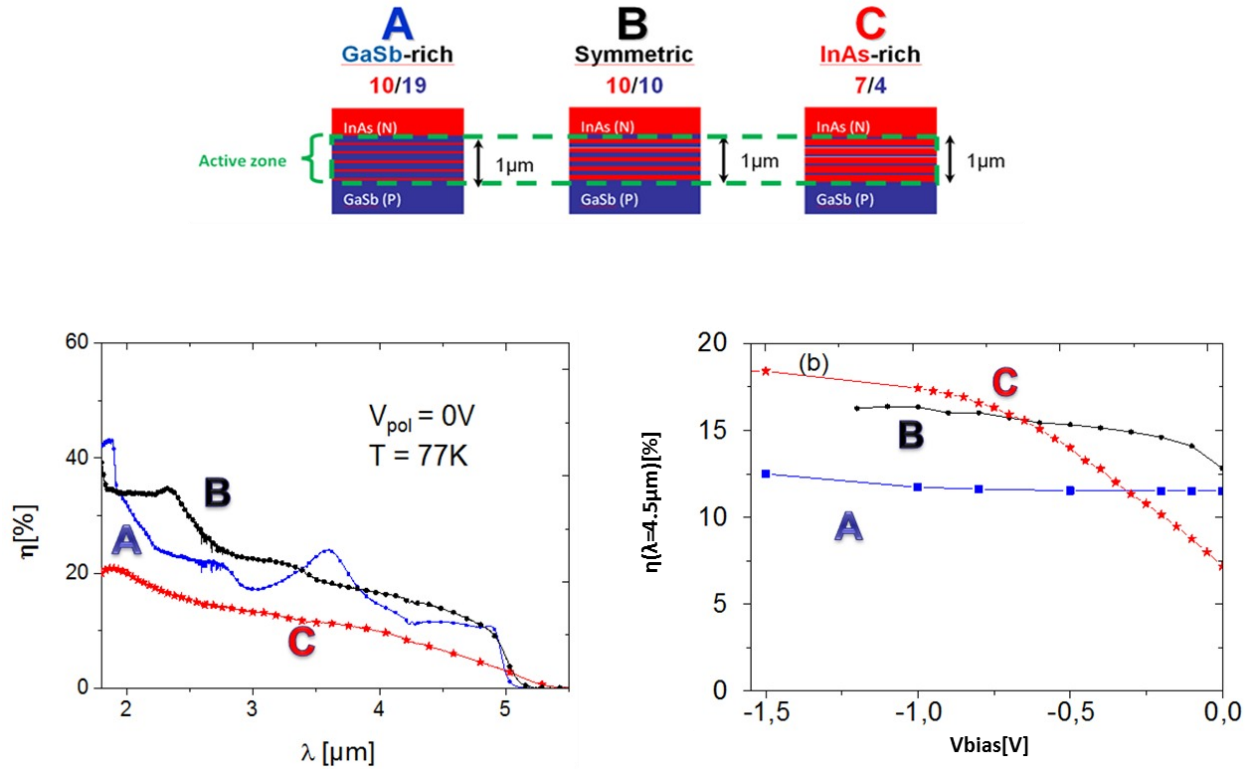 A
GaSb-rich
10/19
B
Symmetric
10/10
C
InAs-rich
7/4
Active zone
InAs (N)
GaSb (P)
1µm
InAs (N)
GaSb (P)
1µm
InAs (N)
GaSb (P)
1µm
60
40
20
0
η[%]
V_pol = 0V
T = 77K
A
B
C
2
3
4
5
λ [µm]
20
15
10
5
0
η(λ=4.5µm)[%]
(b)
C
B
A
-1,5
-1,0
-0,5
0,0
Vbias[V]